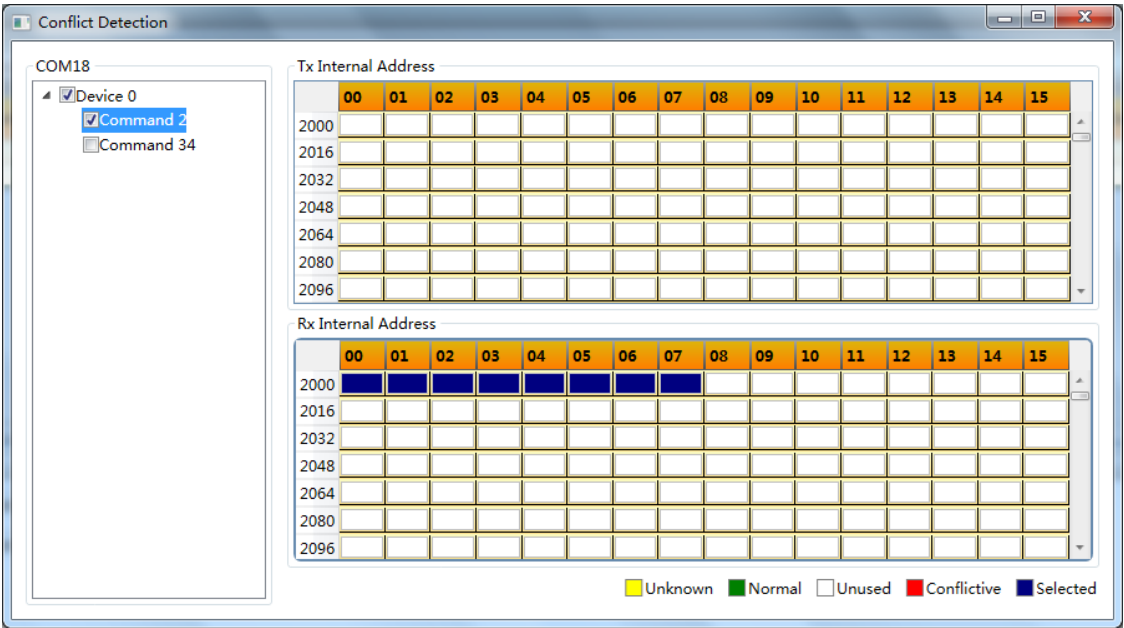 Conflict Detection
COM18
Device 0
Command 2
Command 34
Tx Internal Address
00 01 02 03 04 05 06 07 08 09 10 11 12 13 14 15
2000
2016
2032
2048
2064
2080
2096
Rx Internal Address
00 01 02 03 04 05 06 07 08 09 10 11 12 13 14 15
2000
2016
2032
2048
2064
2080
2096
Unknown Normal Unused Conflictive Selected